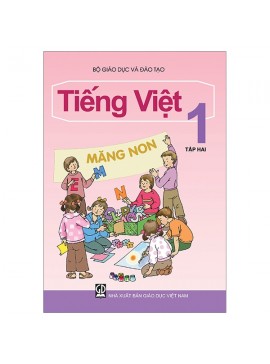 BỘ GIÁO DỤC VÀ ĐÀO TẠO
Tiếng Việt 1
TẬP HAI
MĂNG NON
E M
N
NHÀ XUẤT BẢN GIÁO DỤC VIỆT NAM